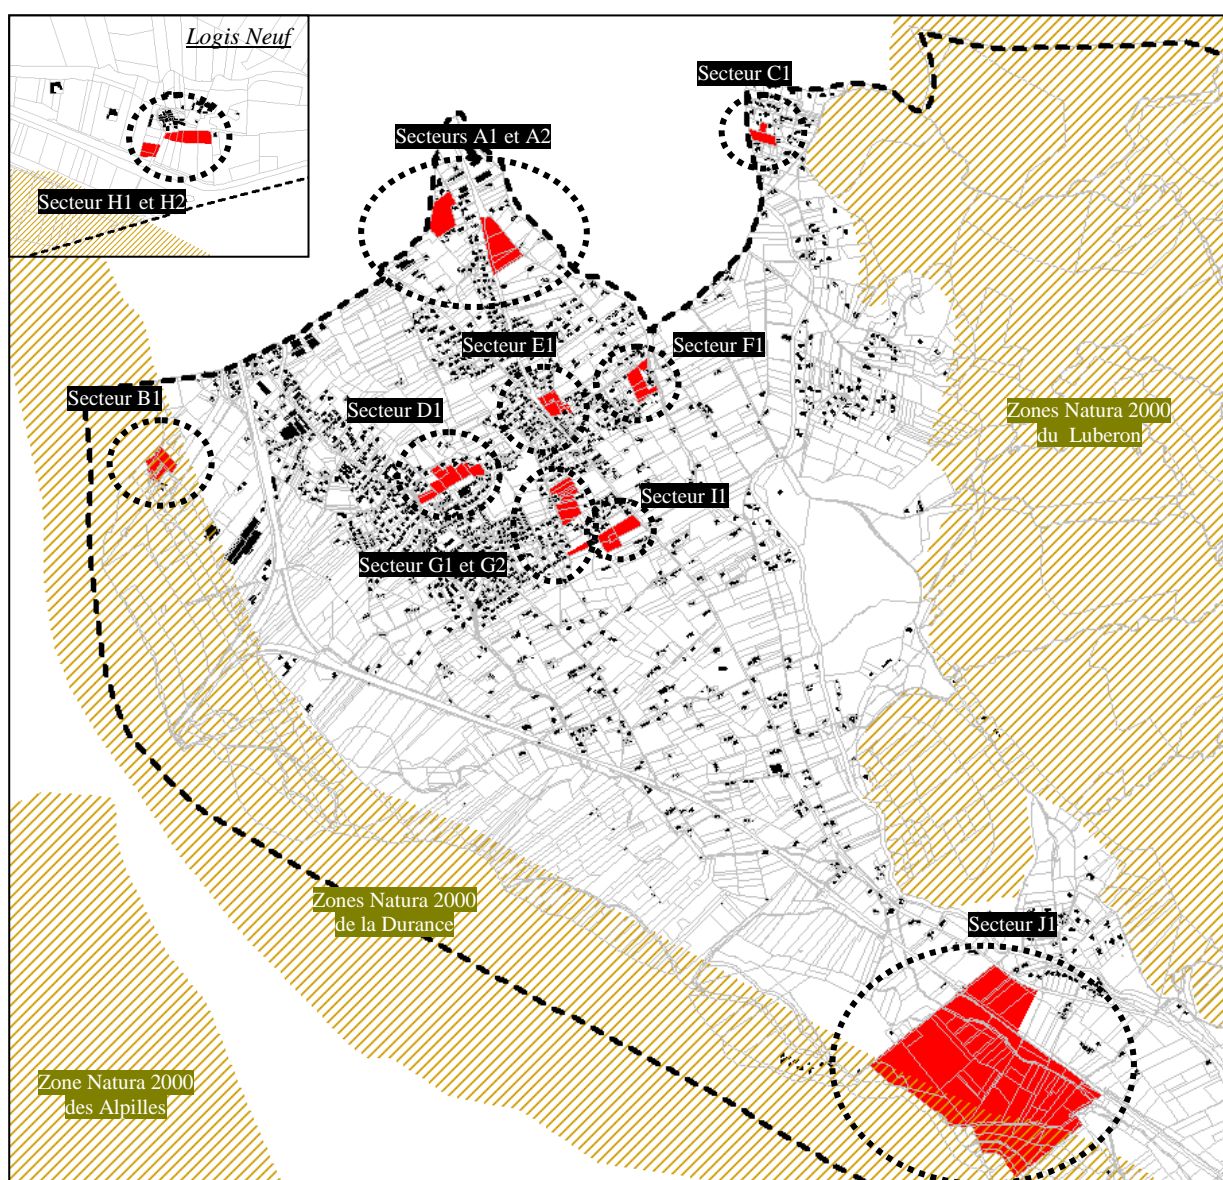 Logis Neuf
Secteur C1
Secteurs A1 et A2
Secteur H1 et H2
Secteur E1
Secteur F1
Secteur B1
Secteur D1
Zones Natura 2000
du Luberon
Secteur I1
Secteur G1 et G2
Zones Natura 2000
de la Durance
Secteur J1
Zone Natura 2000
des Alpilles